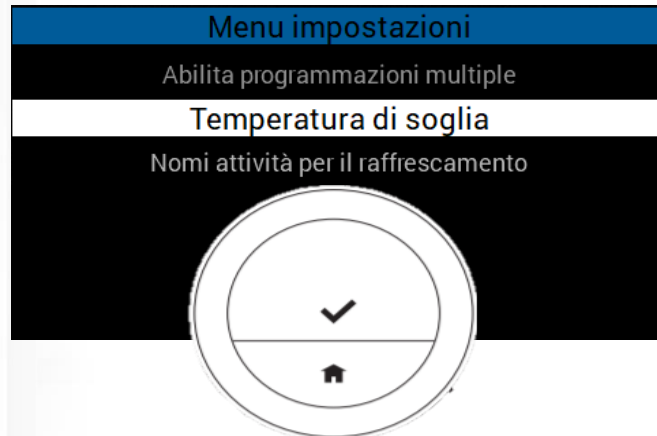 Menu impostazioni
Abilita programmazioni multiple
Temperatura di soglia
Nomi attività per il raffrescamento